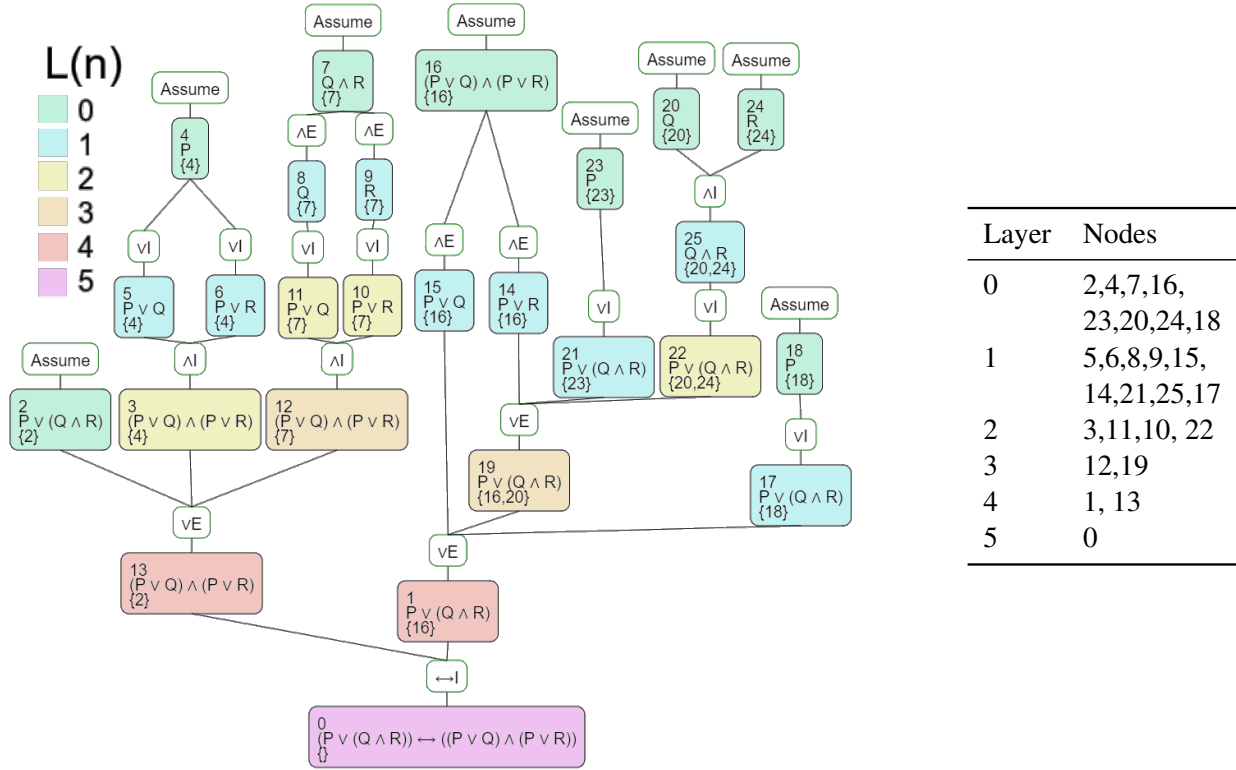 L(n)
0
1
2
3
4
5
Assume
4
P
{4}
∨I
∨I
5
P ∨ Q
{4}
6
P ∨ R
{4}
∧I
Assume
2
P ∨ (Q ∧ R)
{2}
3
(P ∨ Q) ∧ (P ∨ R)
{4}
Assume
7
Q ∧ R
{7}
∧E
∧E
8
Q
{7}
9
R
{7}
∨I
∨I
11
P ∨ Q
{7}
10
P ∨ R
{7}
∧I
12
(P ∨ Q) ∧ (P ∨ R)
{7}
∨E
13
(P ∨ Q) ∧ (P ∨ R)
{2}
Assume
16
(P ∨ Q) ∧ (P ∨ R)
{16}
∧E
∧E
15
P ∨ Q
{16}
14
P ∨ R
{16}
Assume
23
P
{23}
∨I
21
P ∨ (Q ∧ R)
{23}
Assume
Assume
20
Q
{20}
24
R
{24}
∧I
25
Q ∧ R
{20,24}
∨I
22
P ∨ (Q ∧ R)
{20,24}
∨E
19
P ∨ (Q ∧ R)
{16,20}
Assume
18
P
{18}
∨I
17
P ∨ (Q ∧ R)
{18}
∨E
1
P ∨ (Q ∧ R)
{16}
↔I
0
(P ∨ (Q ∧ R)) ↔ ((P ∨ Q) ∧ (P ∨ R))
{}
Layer Nodes
0 2,4,7,16,
23,20,24,18
1 5,6,8,9,15,
14,21,25,17
2 3,11,10, 22
3 12,19
4 1, 13
5 0